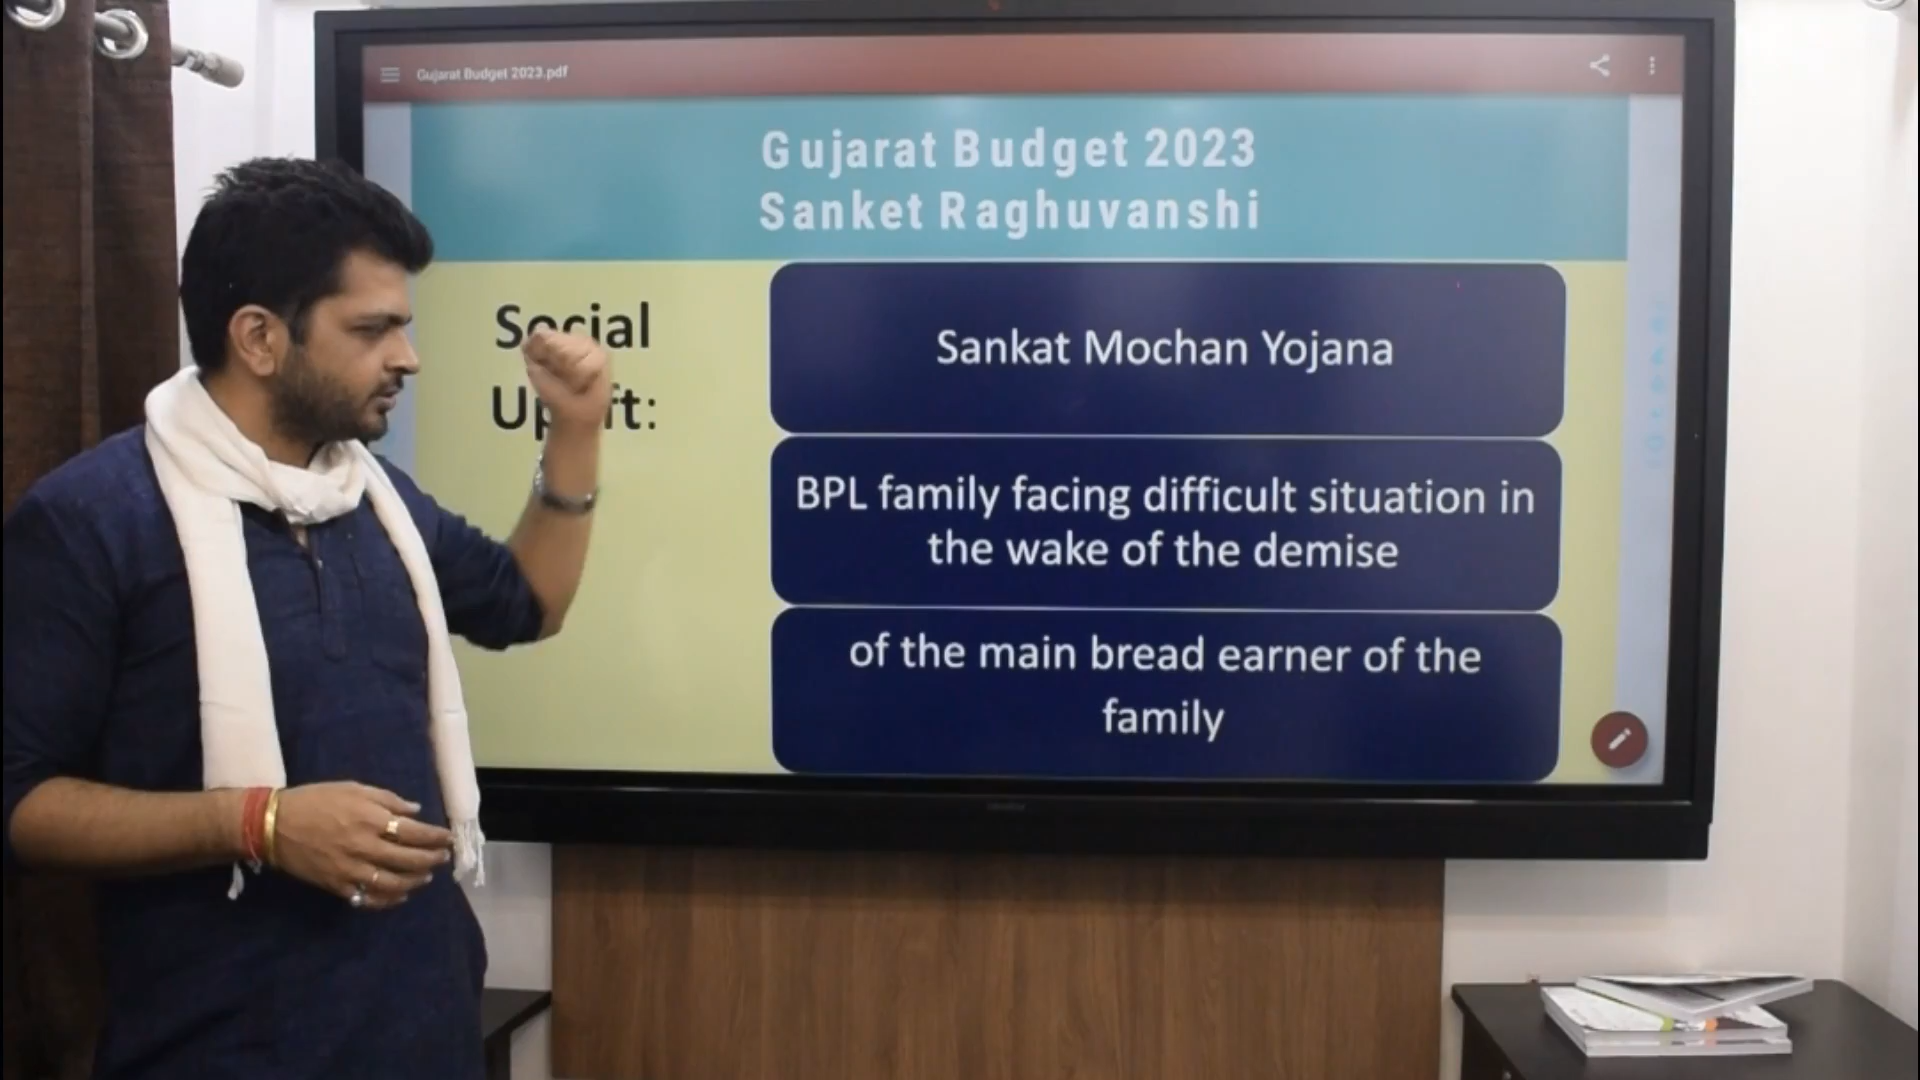 Gujarat Budget 2023.pdf
Gujarat Budget 2023
Sanket Raghuvanshi
Social
Uplift:
Sankat Mochan Yojana
BPL family facing difficult situation in
the wake of the demise
of the main bread earner of the
family